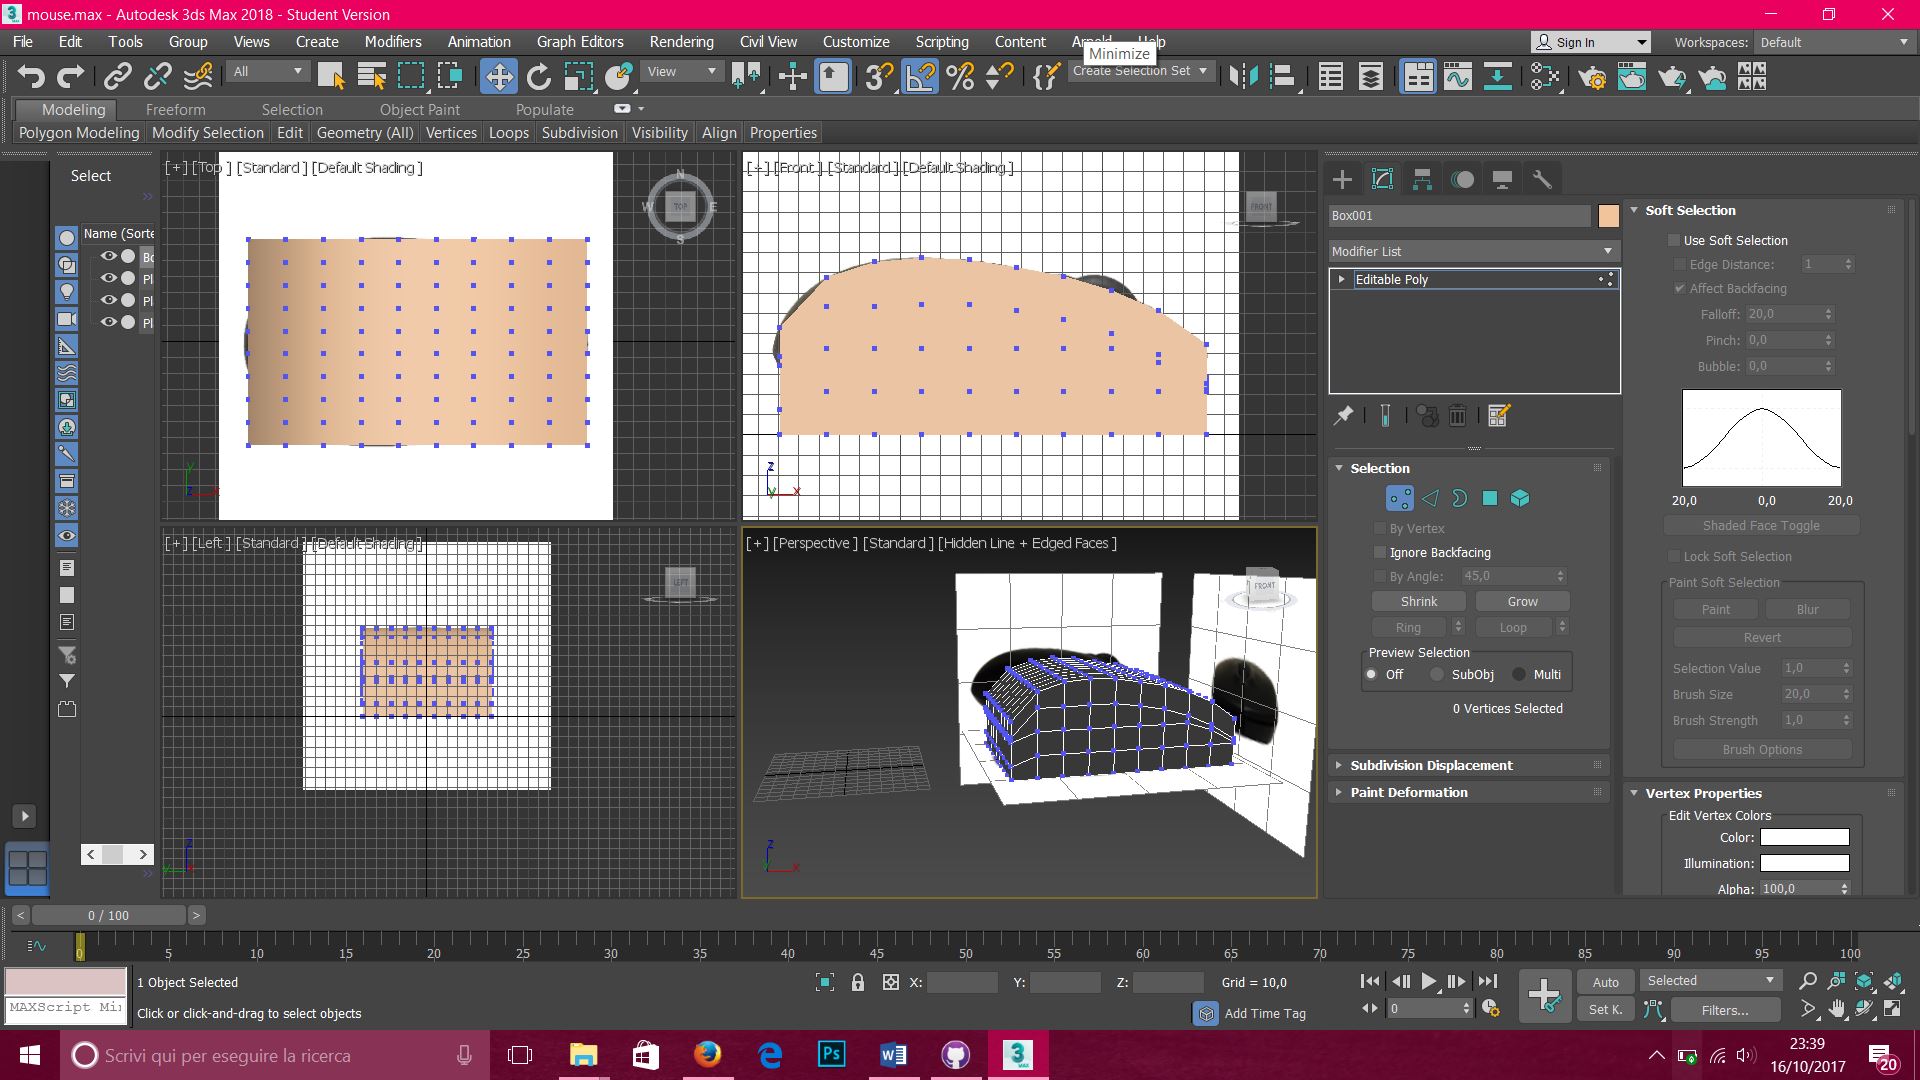 mouse.max - Autodesk 3ds Max 2018 - Student Version
File Edit Tools Group Views Create Modifiers Animation Graph Editors Rendering Civil View Customize Scripting Content Arnold Help
Sign In Workspaces: Default
Minimize
All View Create Selection Set
Modeling Freeform Selection Object Paint Populate
Polygon Modeling Modify Selection Edit Geometry (All) Vertices Loops Subdivision Visibility Align Properties
Select
Name (Sorte
Bo
Pl
Pl
Pl
[+] [Top ] [Standard ] [Default Shading ]
N
W TOP E
S
y
z x
[+] [Front ] [Standard ] [Default Shading ]
FRONT
z
y x
[+] [Left ] [Standard ] [Default Shading ]
LEFT
z
y x
[+] [Perspective ] [Standard ] [Hidden Line + Edged Faces ]
FRONT
z
y x
Box001
Modifier List
Editable Poly
Selection
By Vertex
Ignore Backfacing
By Angle: 45,0
Shrink Grow
Ring Loop
Preview Selection
Off SubObj Multi
0 Vertices Selected
Subdivision Displacement
Paint Deformation
Soft Selection
Use Soft Selection
Edge Distance: 1
Affect Backfacing
Falloff: 20,0
Pinch: 0,0
Bubble: 0,0
20,0 0,0 20,0
Shaded Face Toggle
Lock Soft Selection
Paint Soft Selection
Paint Blur
Revert
Selection Value 1,0
Brush Size 20,0
Brush Strength 1,0
Brush Options
Vertex Properties
Edit Vertex Colors
Color:
Illumination:
Alpha: 100,0
< 0 / 100 >
0 5 10 15 20 25 30 35 40 45 50 55 60 65 70 75 80 85 90 95 100
1 Object Selected
X: Y: Z: Grid = 10,0
Auto Selected
MAXScript Mi
Click or click-and-drag to select objects
Add Time Tag
0
Set K. Filters...
Scrivi qui per eseguire la ricerca
Ps
W
3
MAX
23:39
16/10/2017
20